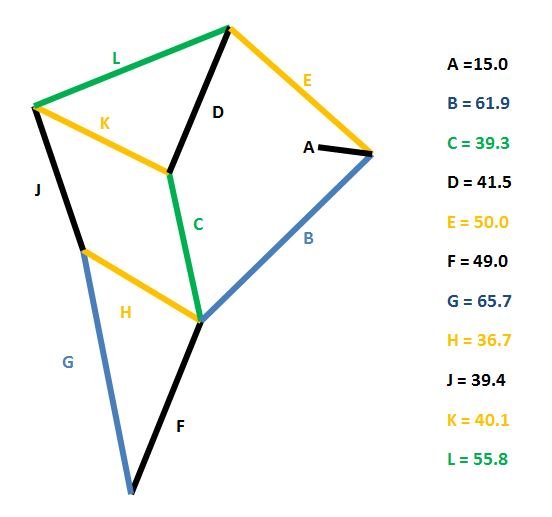 L
E
K
D
A
J
C
B
H
G
F
A =15.0
B = 61.9
C = 39.3
D = 41.5
E = 50.0
F = 49.0
G = 65.7
H = 36.7
J = 39.4
K = 40.1
L = 55.8